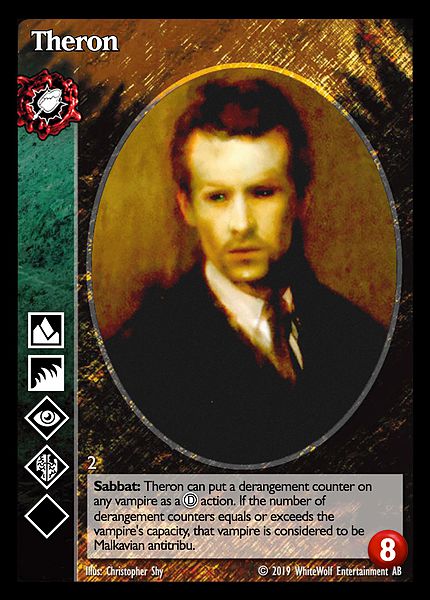 Theron
2
Sabbat: Theron can put a derangement counter on
any vampire as a Ⓓ action. If the number of
derangement counters equals or exceeds the
vampire's capacity, that vampire is considered to be
Malkavian antitribu.
8
Illus: Christopher Shy
© 2019 WhiteWolf Entertainment AB